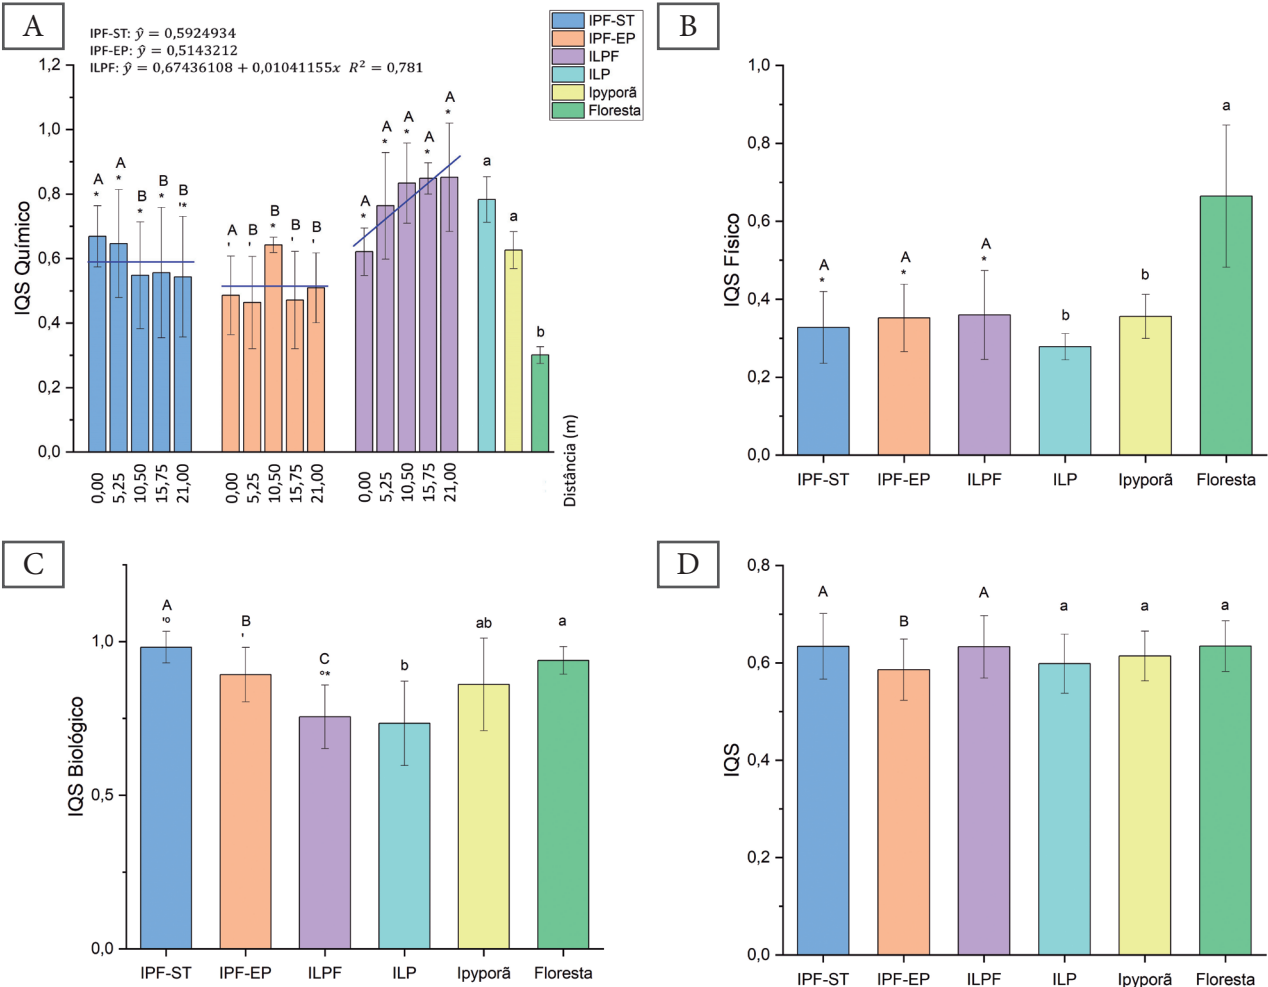 A
IPF-ST: ŷ = 0,5924934
IPF-EP: ŷ = 0,5143212
ILPF: ŷ = 0,67436108 + 0,01041155x R² = 0,781
IPF-ST
IPF-EP
ILPF
ILP
Ipyporã
Floresta
IQS Químico
1,2
1,0
0,8
0,6
0,4
0,2
0,0
A
*
A
*
B
*
B
*
B
'*
A
'
B
'
B
*
B
'
B
'
A
*
A
*
A
*
A
*
A
*
a
a
b
0,00
5,25
10,50
15,75
21,00
0,00
5,25
10,50
15,75
21,00
0,00
5,25
10,50
15,75
21,00
Distância (m)
B
IQS Físico
1,0
0,8
0,6
0,4
0,2
0,0
A
*
A
*
A
*
b
b
a
IPF-ST
IPF-EP
ILPF
ILP
Ipyporã
Floresta
C
IQS Biológico
1,0
0,5
0,0
A
'°
B
'
C
°*
b
ab
a
IPF-ST
IPF-EP
ILPF
ILP
Ipyporã
Floresta
D
IQS
0,8
0,6
0,4
0,2
0,0
A
B
A
a
a
a
IPF-ST
IPF-EP
ILPF
ILP
Ipyporã
Floresta